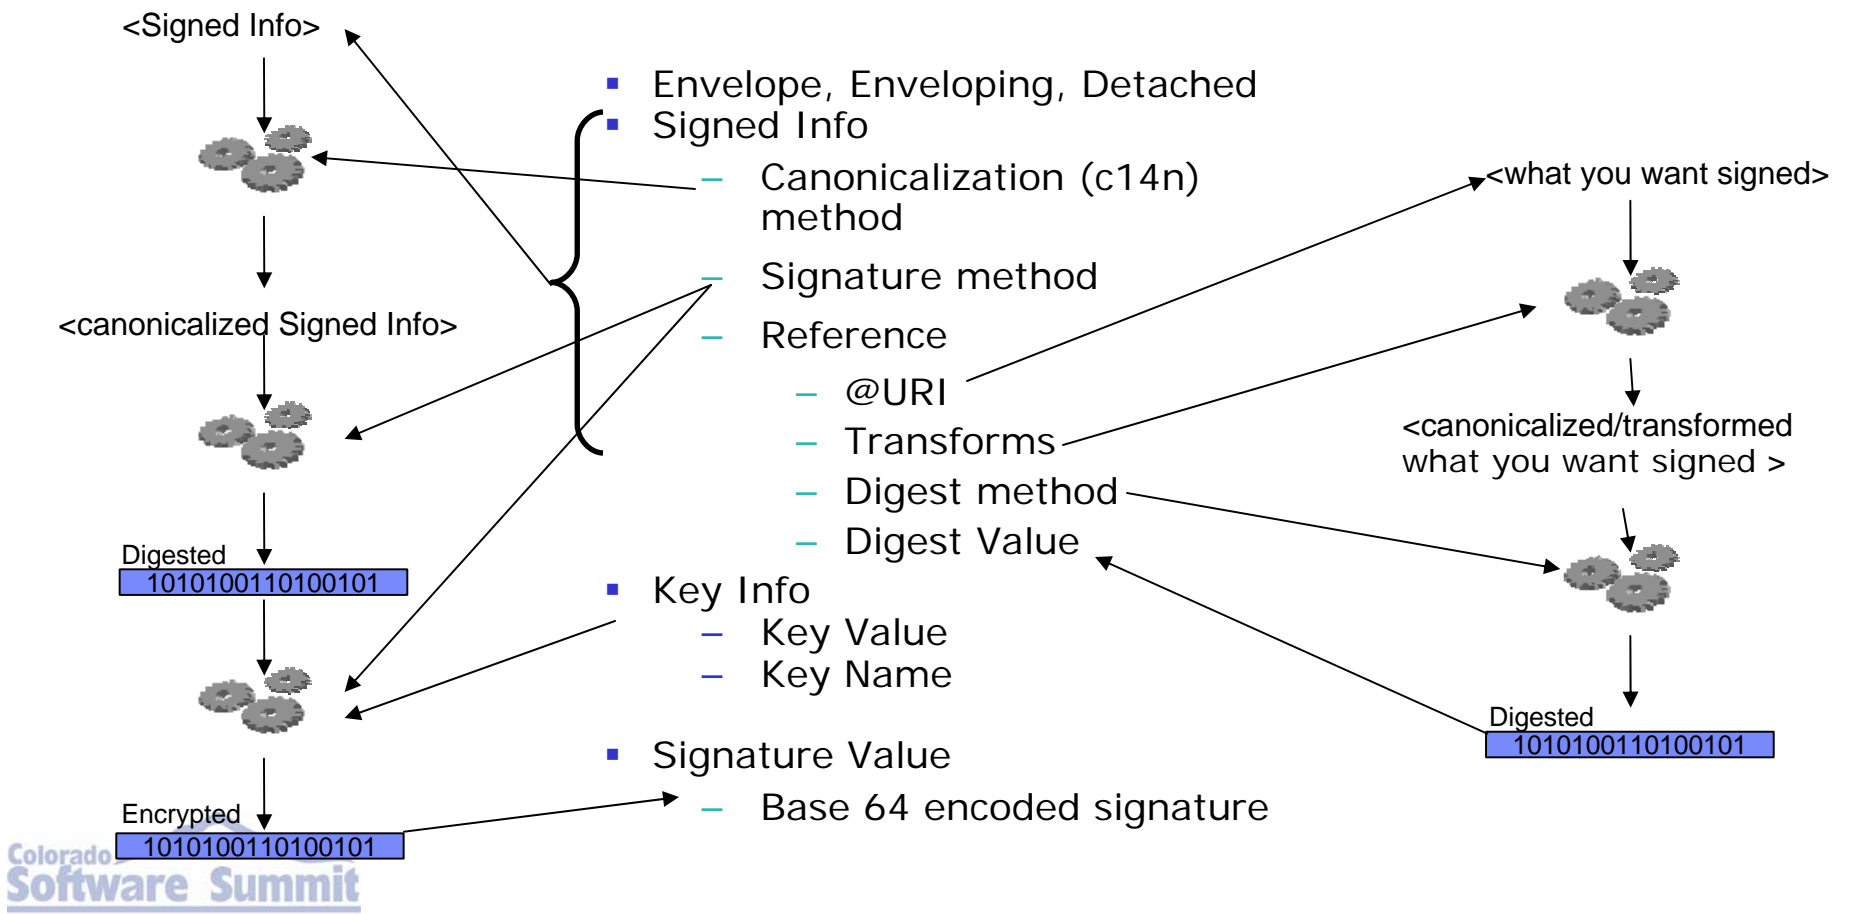 <Signed Info>
<canonicalized Signed Info>
Digested
1010100110100101
Encrypted
1010100110100101
Colorado
Software Summit
Envelope, Enveloping, Detached
Signed Info
– Canonicalization (c14n)
method
– Signature method
– Reference
– @URI
– Transforms
– Digest method
– Digest Value
Key Info
– Key Value
– Key Name
Signature Value
– Base 64 encoded signature
<what you want signed>
<canonicalized/transformed
what you want signed >
Digested
1010100110100101